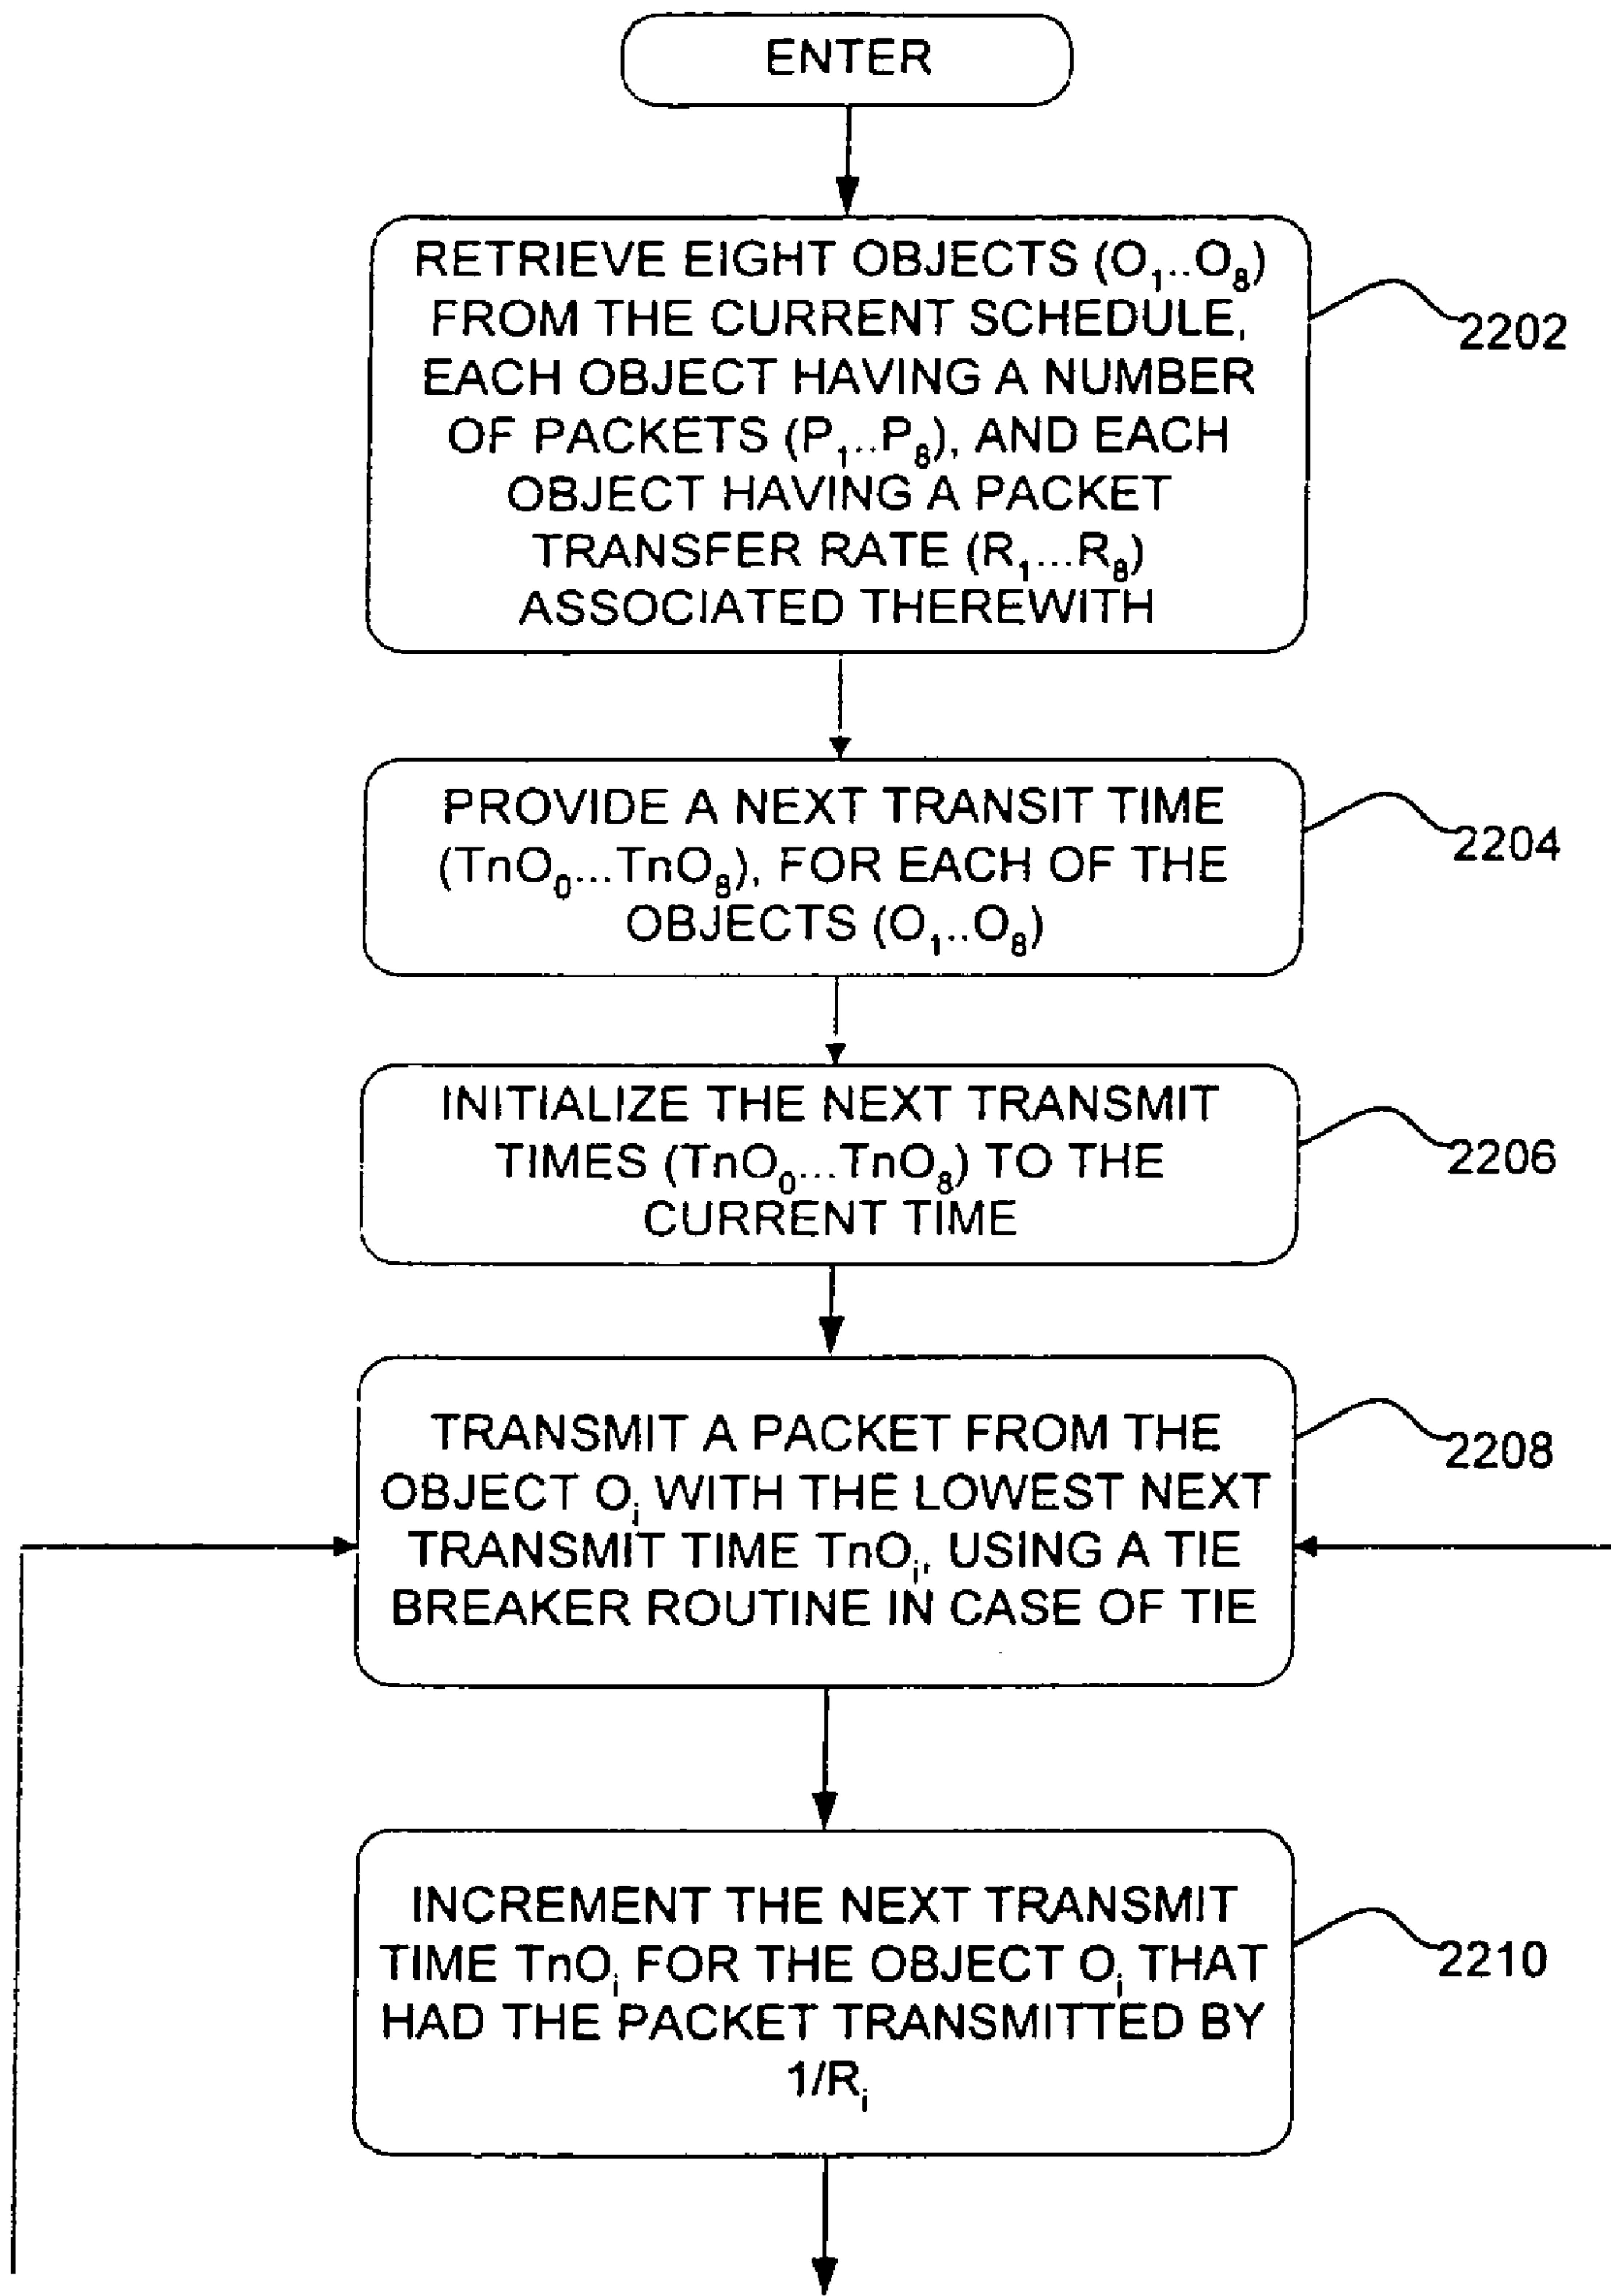 ENTER
RETRIEVE EIGHT OBJECTS (O₁..O₈)
FROM THE CURRENT SCHEDULE,
EACH OBJECT HAVING A NUMBER
OF PACKETS (P₁..P₈), AND EACH
OBJECT HAVING A PACKET
TRANSFER RATE (R₁...R₈)
ASSOCIATED THEREWITH
2202
PROVIDE A NEXT TRANSIT TIME
(TnO₀...TnO₈), FOR EACH OF THE
OBJECTS (O₁..O₈)
2204
INITIALIZE THE NEXT TRANSMIT
TIMES (TnO₀...TnO₈) TO THE
CURRENT TIME
2206
TRANSMIT A PACKET FROM THE
OBJECT Oᵢ WITH THE LOWEST NEXT
TRANSMIT TIME TnOᵢ, USING A TIE
BREAKER ROUTINE IN CASE OF TIE
2208
INCREMENT THE NEXT TRANSMIT
TIME TnOᵢ FOR THE OBJECT Oᵢ THAT
HAD THE PACKET TRANSMITTED BY
1/Rᵢ
2210